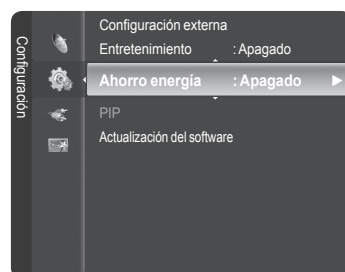 Configuración
Configuración externa
Entretenimiento : Apagado
Ahorro energía : Apagado
PIP
Actualización del software